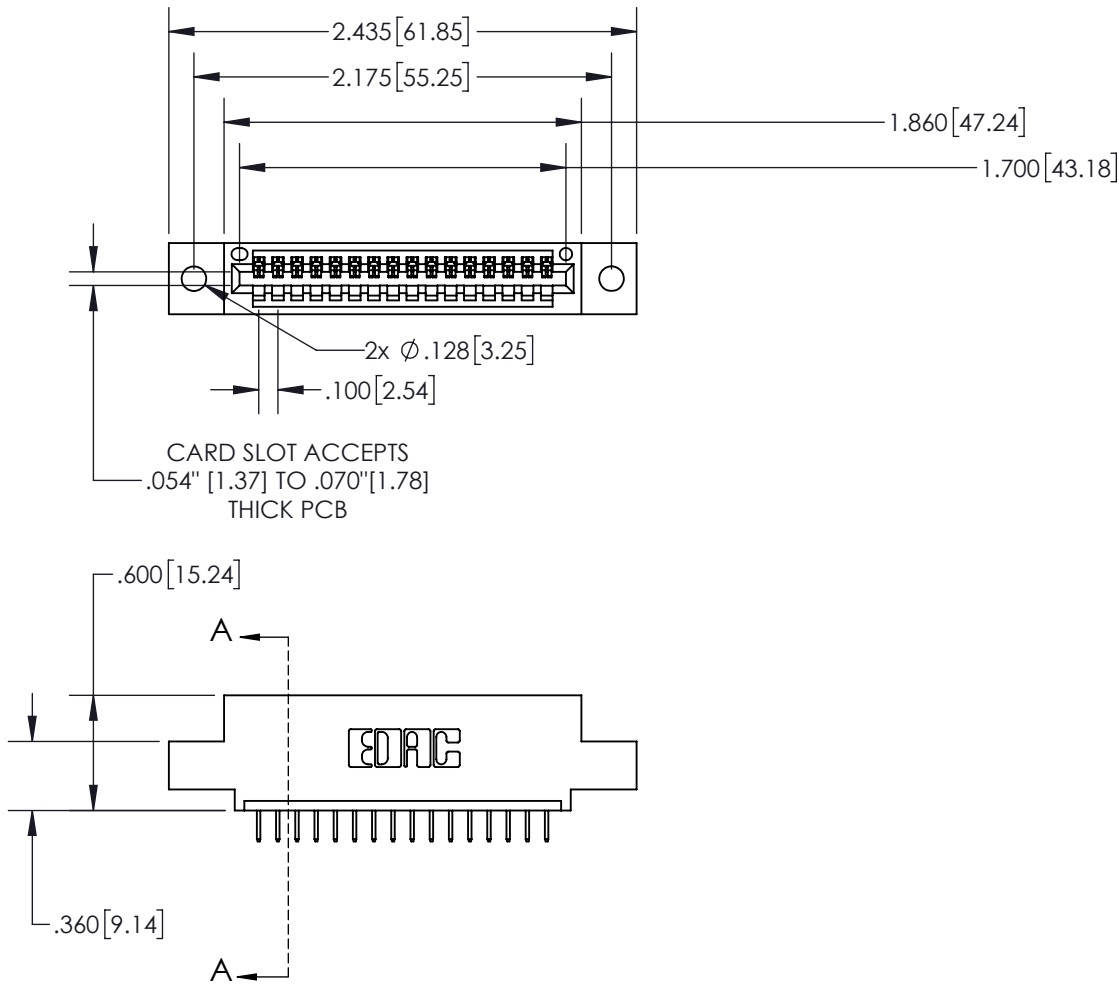 2.435[61.85]
2.175[55.25]
1.860[47.24]
1.700[43.18]
2x Ø.128[3.25]
.100[2.54]
CARD SLOT ACCEPTS
.054" [1.37] TO .070"[1.78]
THICK PCB
.600[15.24]
A
EDAC
.360[9.14]
A